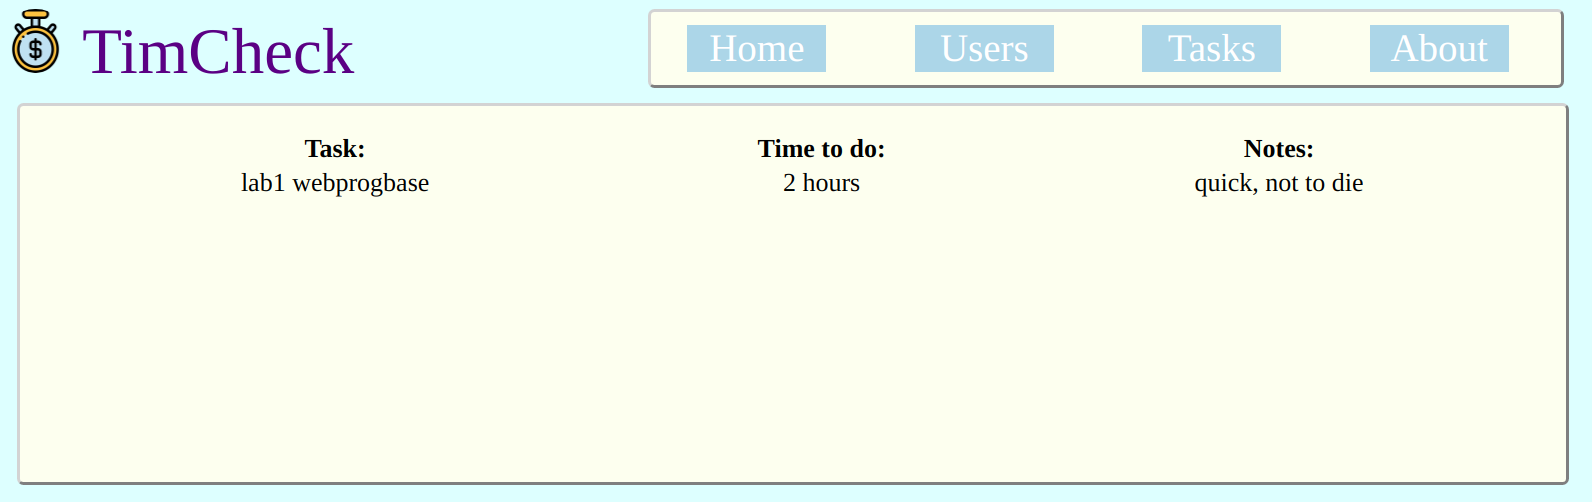 $
TimCheck
Home Users Tasks About
Task: Time to do: Notes:
lab1 webprogbase 2 hours quick, not to die